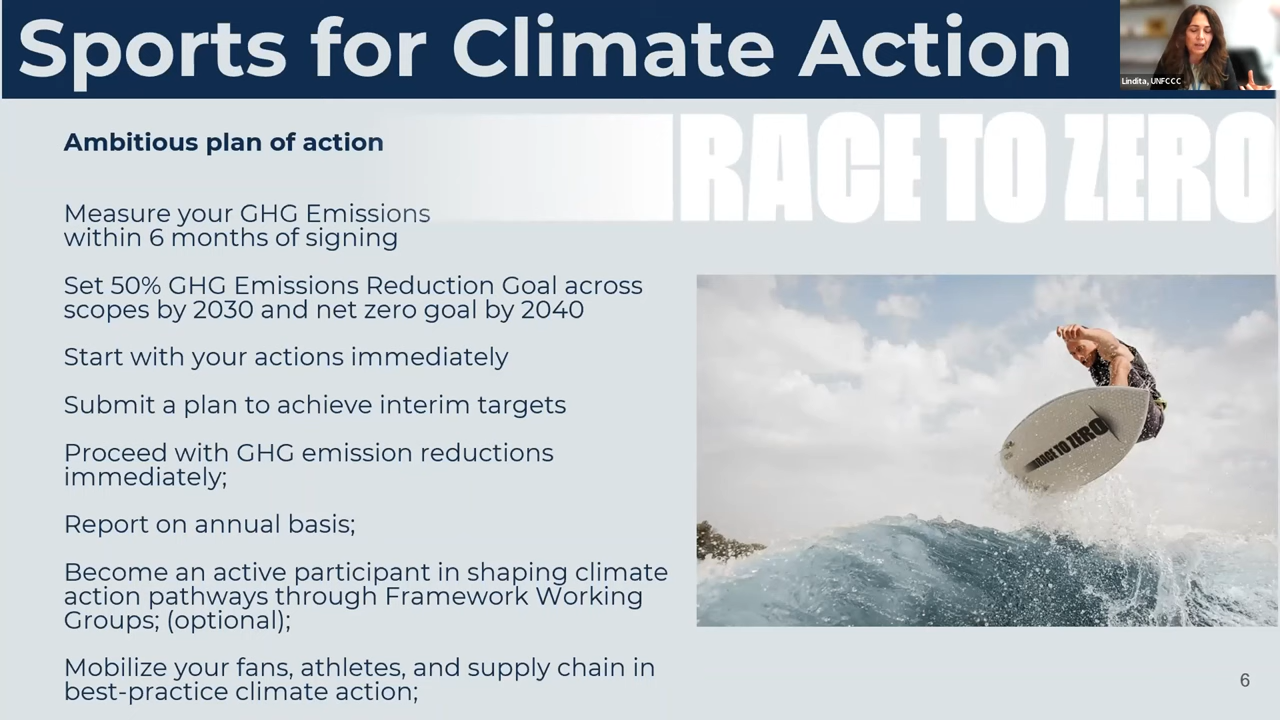 Sports for Climate Action
Lindita, UNFCCC
Ambitious plan of action
RACE TO ZERO
Measure your GHG Emissions
within 6 months of signing
Set 50% GHG Emissions Reduction Goal across
scopes by 2030 and net zero goal by 2040
Start with your actions immediately
Submit a plan to achieve interim targets
Proceed with GHG emission reductions
immediately;
Report on annual basis;
Become an active participant in shaping climate
action pathways through Framework Working
Groups; (optional);
Mobilize your fans, athletes, and supply chain in
best-practice climate action;
RACE TO ZERO
6